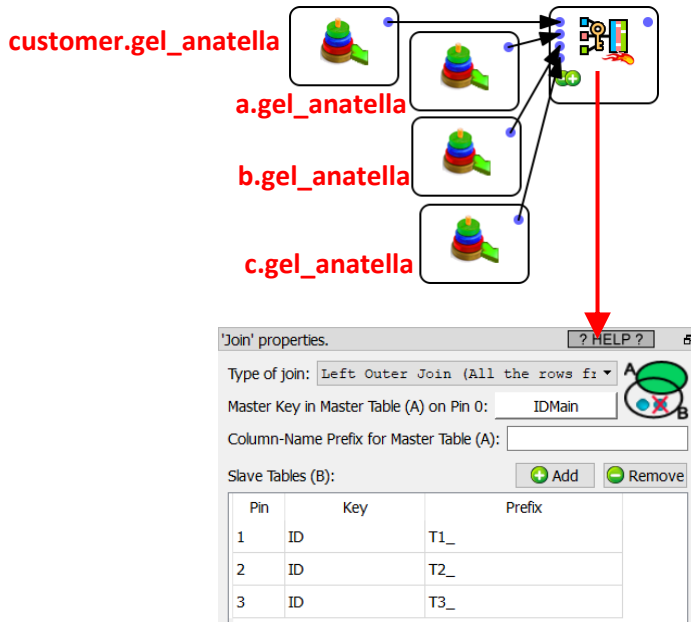 customer.gel_anatella
a.gel_anatella
b.gel_anatella
c.gel_anatella
'Join' properties.
? HELP ?
Type of join: Left Outer Join (All the rows fr
Master Key in Master Table (A) on Pin 0: IDMain
Column-Name Prefix for Master Table (A):
A
B
Slave Tables (B): Add Remove
Pin Key Prefix
1 ID T1_
2 ID T2_
3 ID T3_